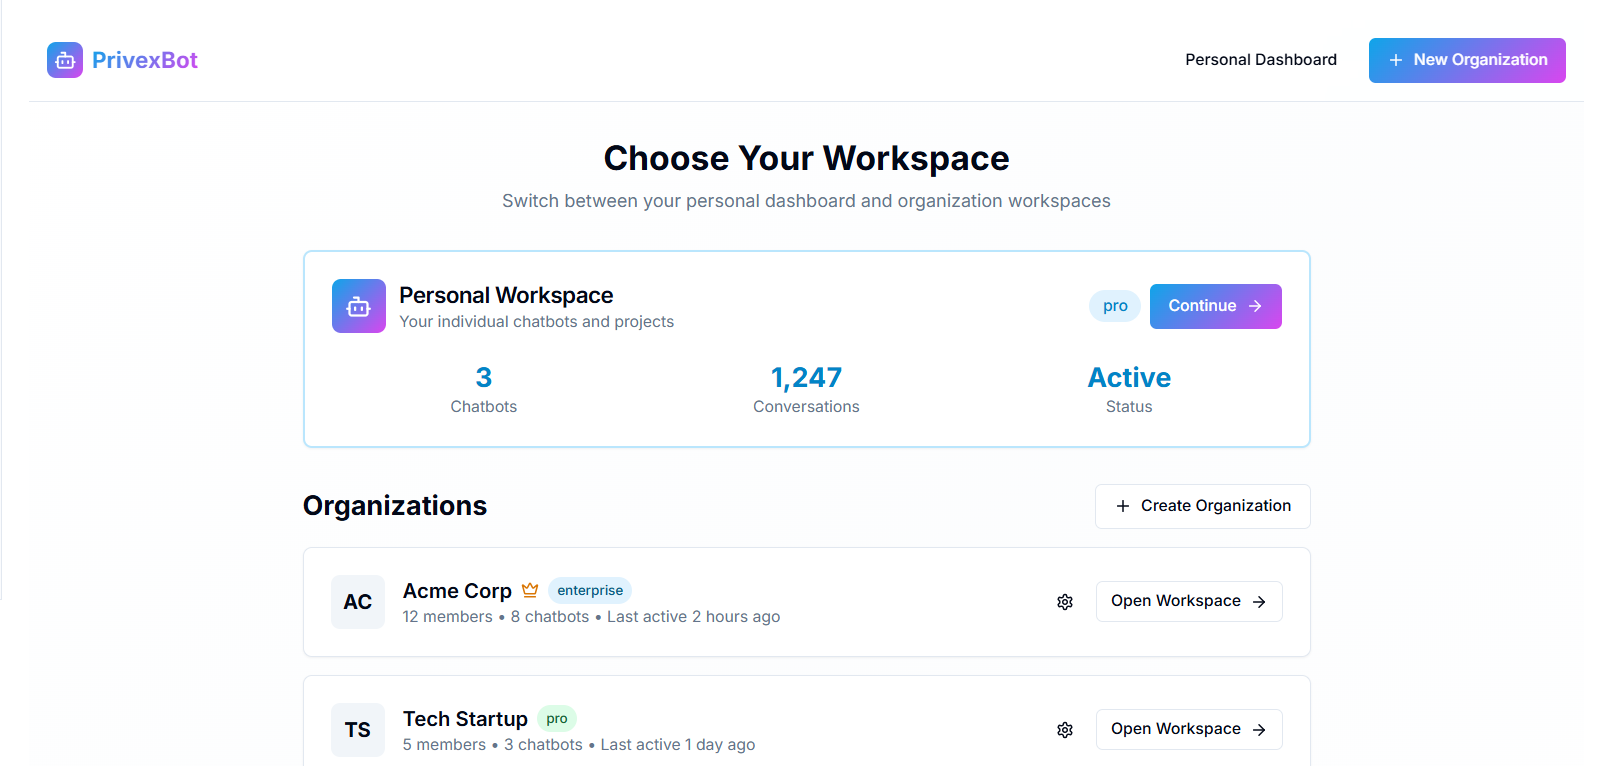 PrivexBot
Personal Dashboard
New Organization
Choose Your Workspace
Switch between your personal dashboard and organization workspaces
Personal Workspace
Your individual chatbots and projects
pro
Continue
3
Chatbots
1,247
Conversations
Active
Status
Organizations
Create Organization
AC
Acme Corp
enterprise
12 members • 8 chatbots • Last active 2 hours ago
Open Workspace
TS
Tech Startup
pro
5 members • 3 chatbots • Last active 1 day ago
Open Workspace